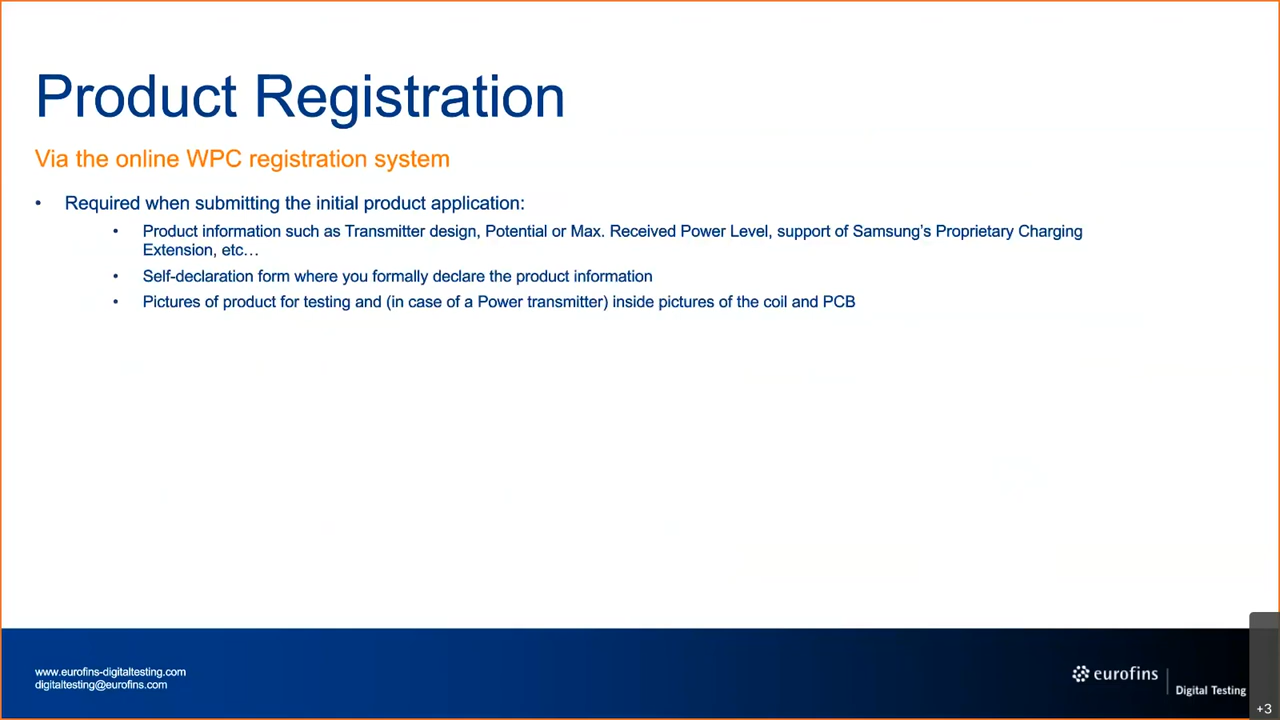 Product Registration
Via the online WPC registration system
• Required when submitting the initial product application:
• Product information such as Transmitter design, Potential or Max. Received Power Level, support of Samsung’s Proprietary Charging
Extension, etc…
• Self-declaration form where you formally declare the product information
• Pictures of product for testing and (in case of a Power transmitter) inside pictures of the coil and PCB
www.eurofins-digitaltesting.com
digitaltesting@eurofins.com
eurofins
Digital Testing
+3